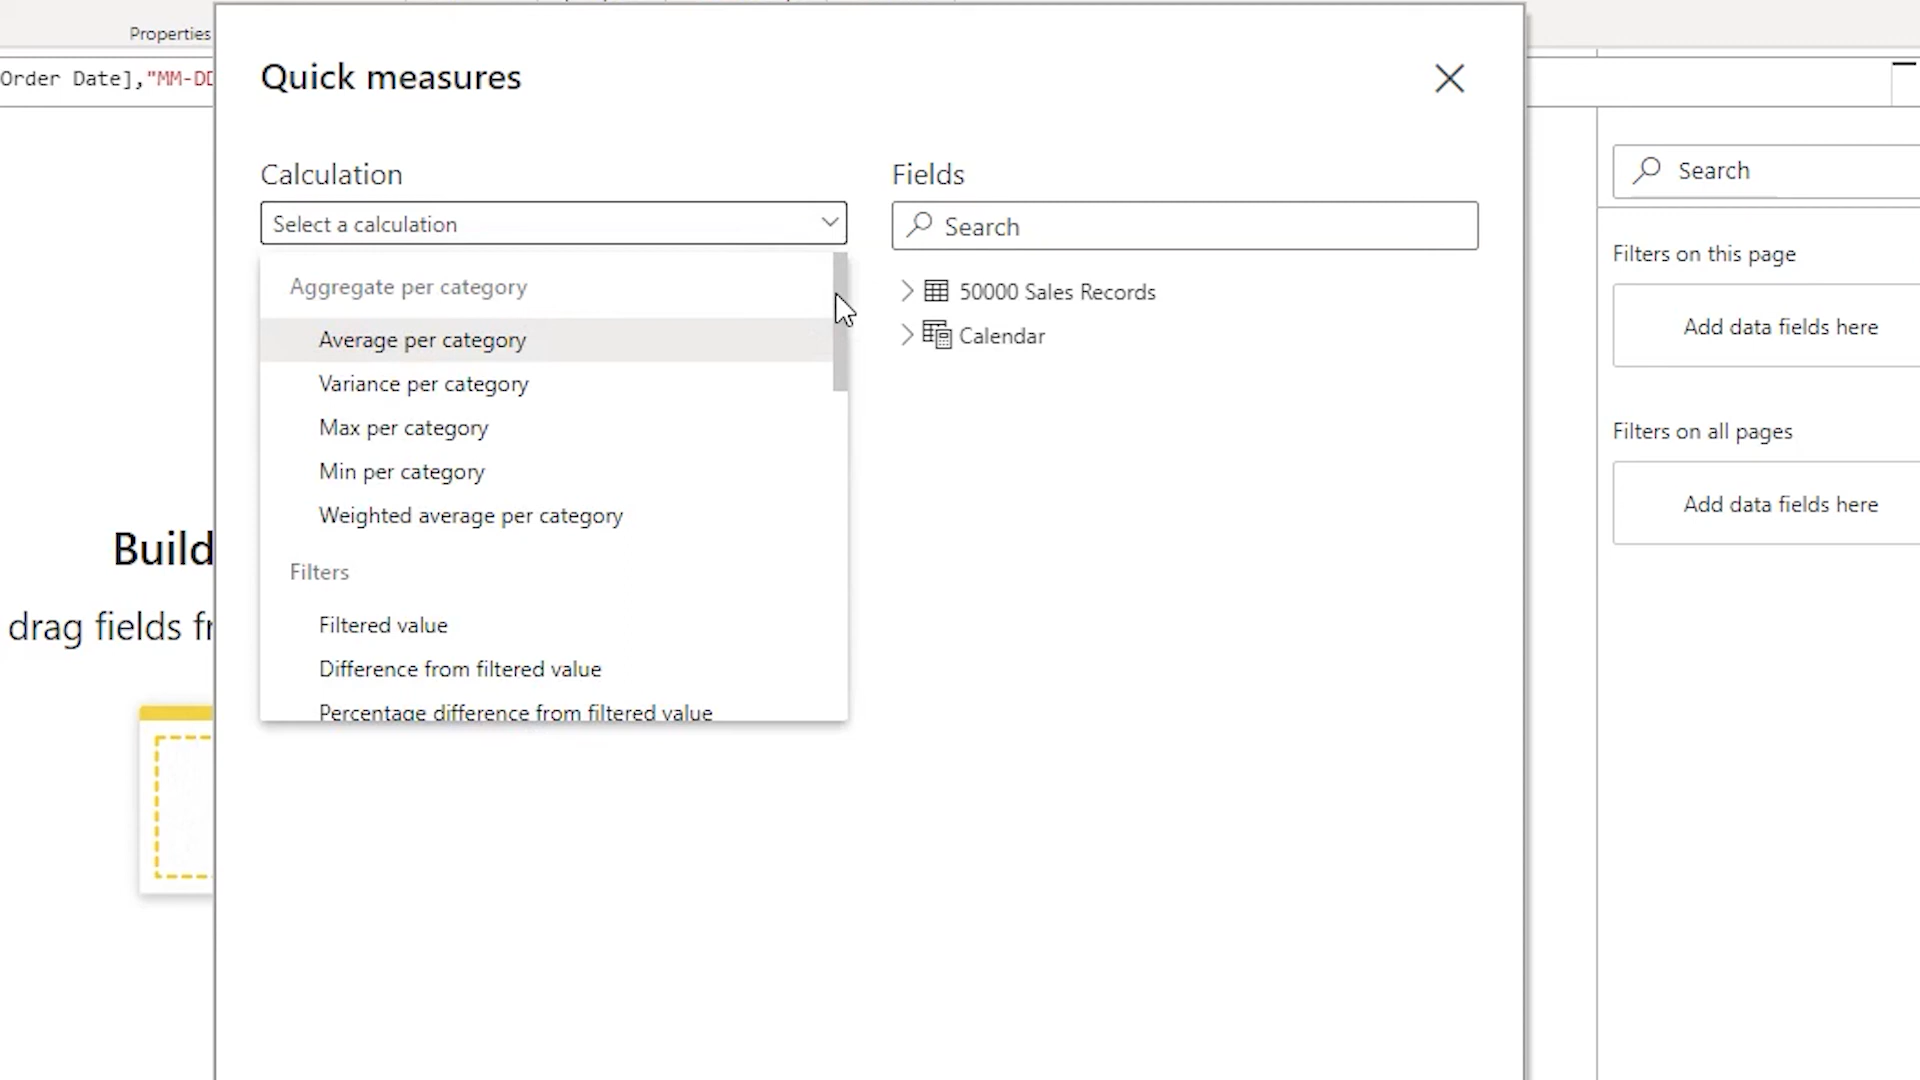 Properties
Order Date],"MM-DD
Quick measures
Calculation
Select a calculation
Aggregate per category
Average per category
Variance per category
Max per category
Min per category
Weighted average per category
Filters
Filtered value
Difference from filtered value
Percentage difference from filtered value
Fields
Search
50000 Sales Records
Calendar
Build
drag fields fr
Search
Filters on this page
Add data fields here
Filters on all pages
Add data fields here